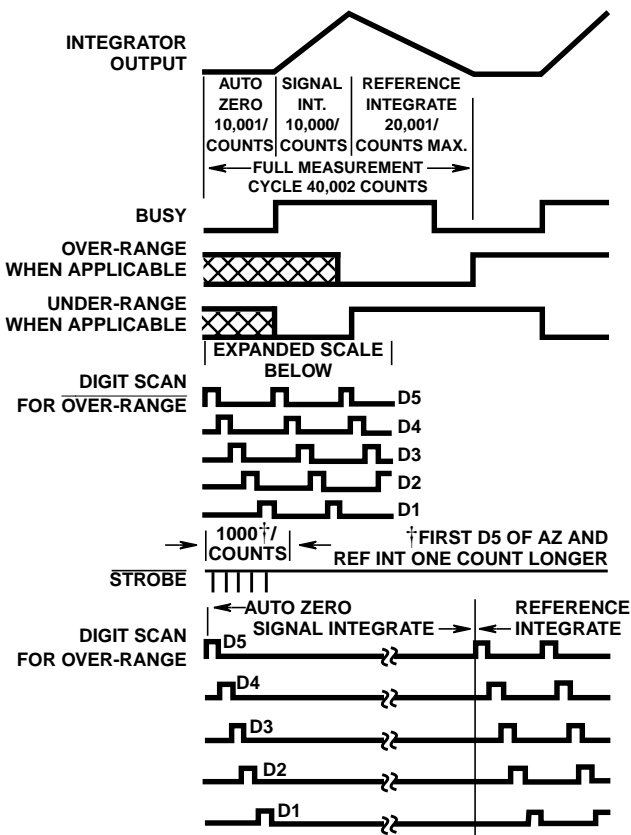 INTEGRATOR
OUTPUT
AUTO
ZERO
10,001/
COUNTS
SIGNAL
INT.
10,000/
COUNTS
REFERENCE
INTEGRATE
20,001/
COUNTS MAX.
FULL MEASUREMENT
CYCLE 40,002 COUNTS
BUSY
OVER-RANGE
WHEN APPLICABLE
UNDER-RANGE
WHEN APPLICABLE
EXPANDED SCALE
BELOW
DIGIT SCAN
FOR OVER-RANGE
D5
D4
D3
D2
D1
1000†/
COUNTS
†FIRST D5 OF AZ AND
REF INT ONE COUNT LONGER
STROBE
AUTO ZERO
SIGNAL INTEGRATE
REFERENCE
INTEGRATE
DIGIT SCAN
FOR OVER-RANGE
D5
D4
D3
D2
D1